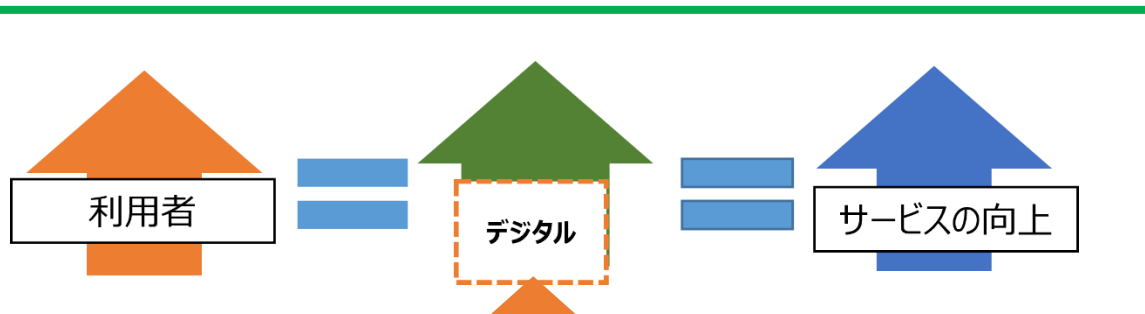 利用者
デジタル
サービスの向上